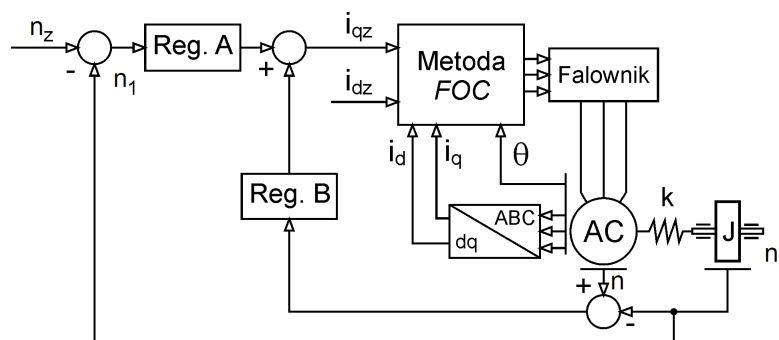 n_z
-
n_1
Reg. A
+
i_qz
i_dz
Metoda
FOC
Falownik
i_d
i_q
θ
Reg. B
ABC
dq
AC
k
J
n
+
n
-